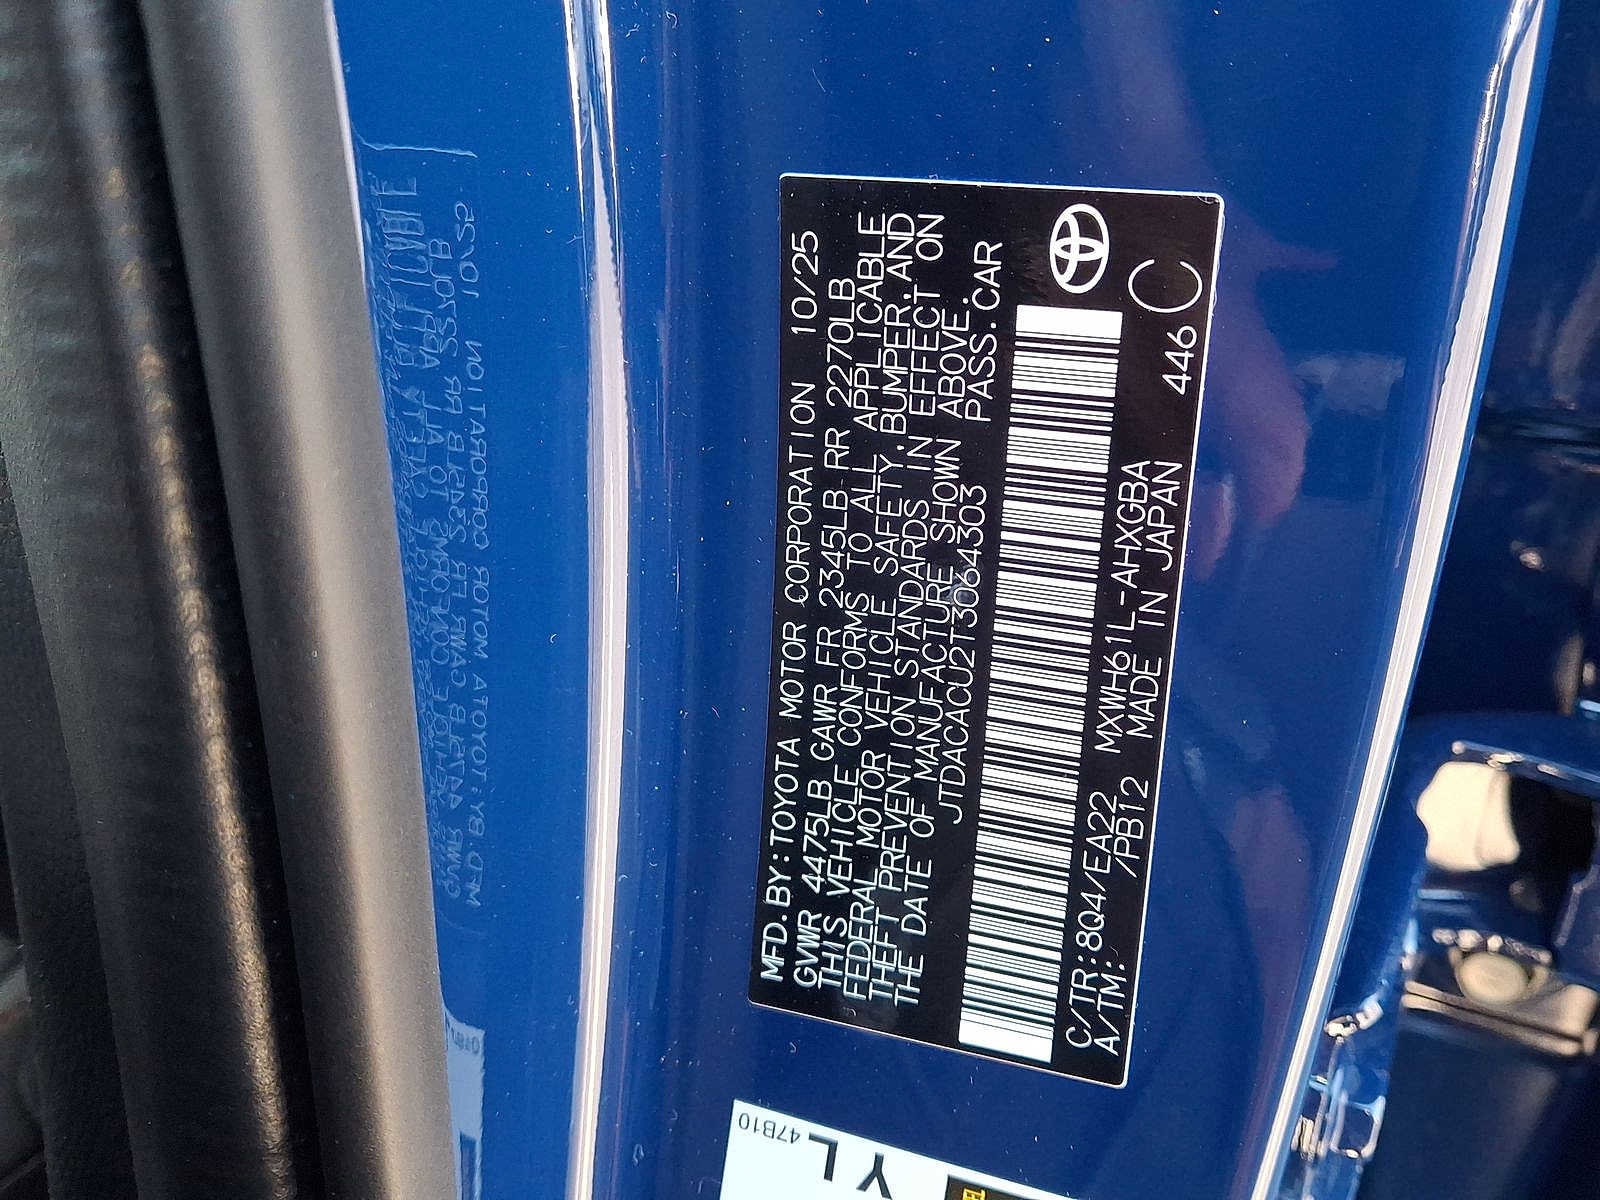 MFD.BY:TOYOTA MOTOR CORPORATION 10/25
GVWR 4475LB GAWR FR 2345LB RR 2270LB
THIS VEHICLE CONFORMS TO ALL APPLICABLE
FEDERAL MOTOR VEHICLE SAFETY,BUMPER,AND
THEFT PREVENTION STANDARDS IN EFFECT ON
THE DATE OF MANUFACTURE SHOWN ABOVE.
JTDACACU2T3064303 PASS.CAR
C/TR:8Q4/EA22 MXWH61L-AHXGBA 446 C
A/TM: /PB12 MADE IN JAPAN
47B10
YL